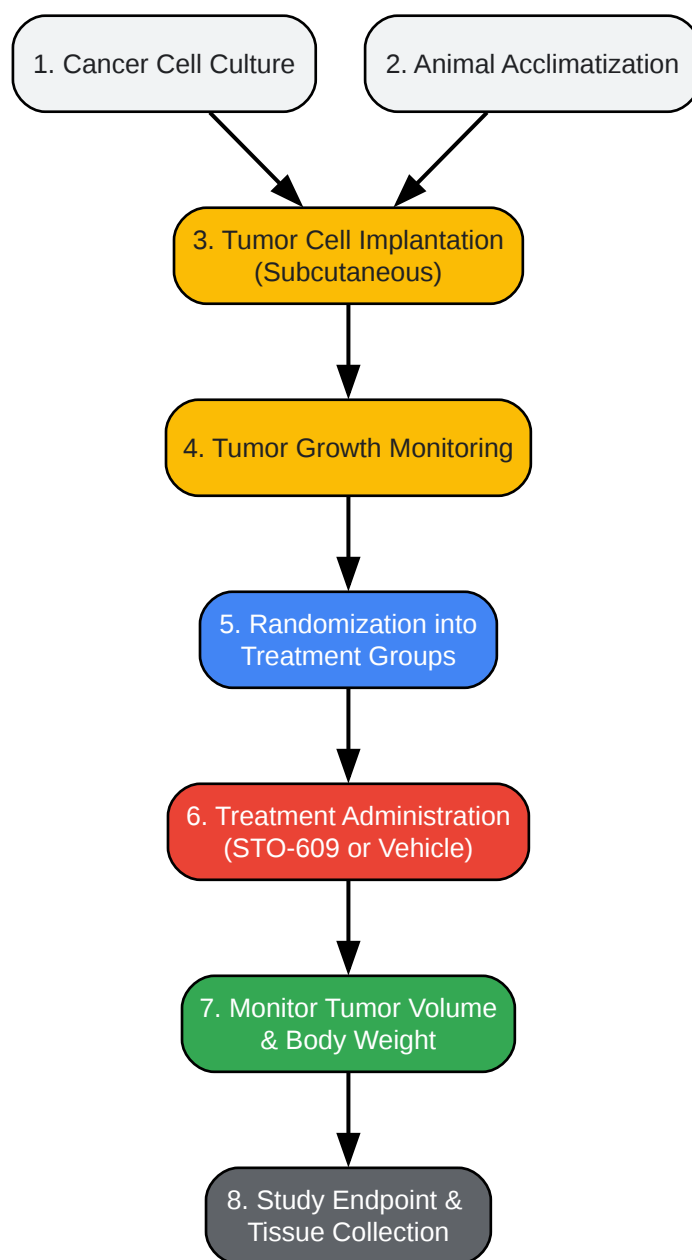 1. Cancer Cell Culture
2. Animal Acclimatization
3. Tumor Cell Implantation
(Subcutaneous)
4. Tumor Growth Monitoring
5. Randomization into
Treatment Groups
6. Treatment Administration
(STO-609 or Vehicle)
7. Monitor Tumor Volume
& Body Weight
8. Study Endpoint &
Tissue Collection